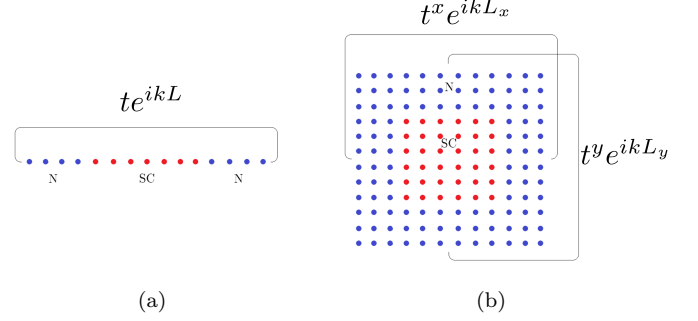 te^{ikL}
N SC N
(a)
t^x e^{ikL_x}
N
SC
t^y e^{ikL_y}
(b)